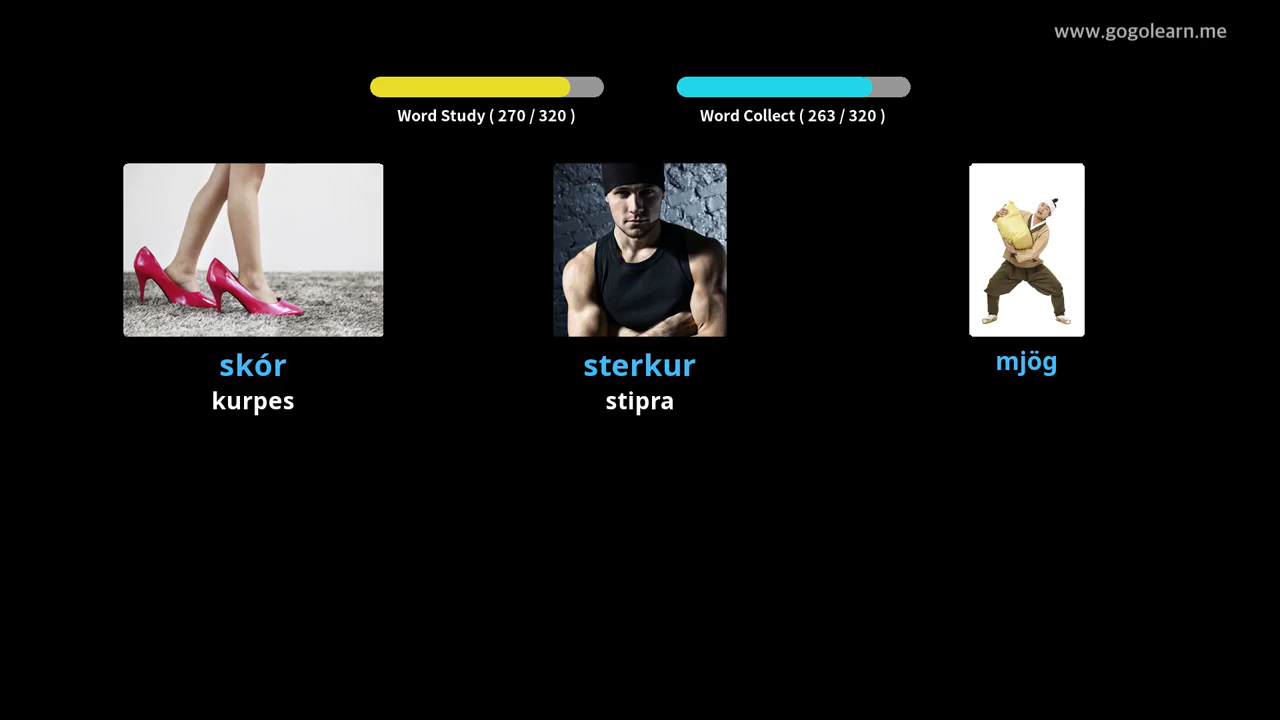 www.gogolearn.me
Word Study ( 270 / 320 )
Word Collect ( 263 / 320 )
skór
sterkur
mjög
kurpes
stipra